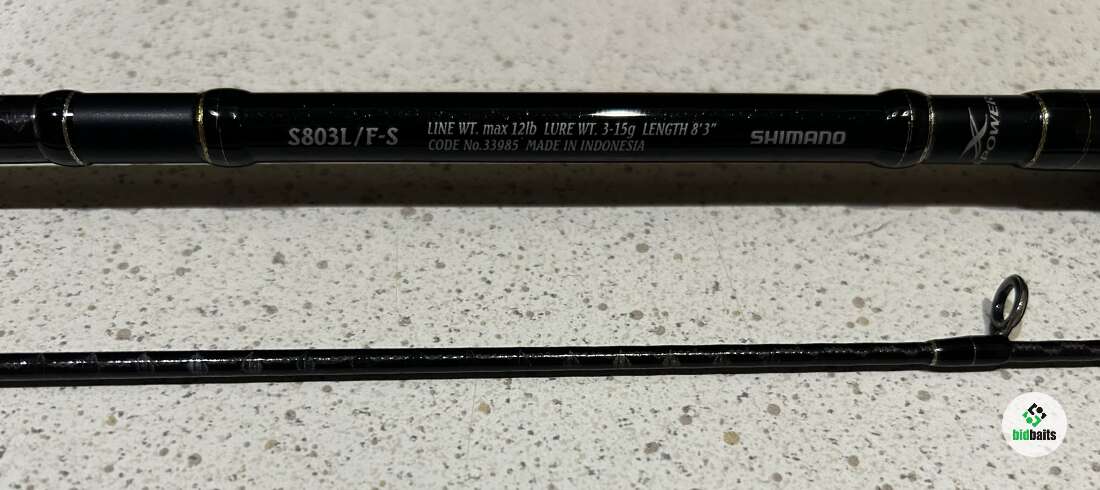 S803L/F-S
LINE WT. max 12lb LURE WT. 3-15g LENGTH 8'3"
CODE No.33985 MADE IN INDONESIA
SHIMANO
X
POWER
bidbaits